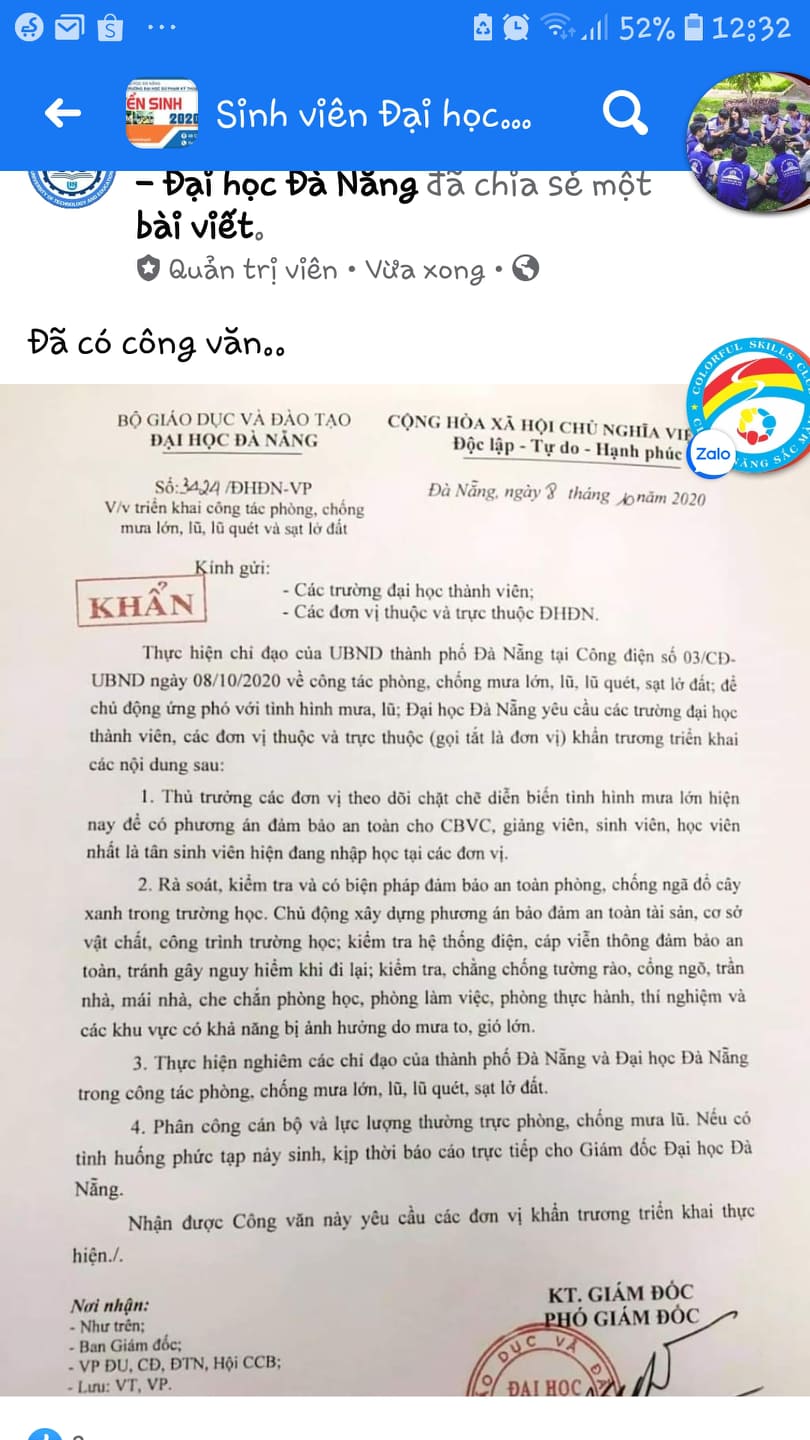 52% 12:32
ỂN SINH
2020
Sinh viên Đại học...
– Đại học Đà Nẵng đã chia sẻ một
bài viết.
Quản trị viên • Vừa xong •
Đã có công văn..
COLORFUL SKILLS
Zalo
BỘ GIÁO DỤC VÀ ĐÀO TẠO
ĐẠI HỌC ĐÀ NẴNG
CỘNG HÒA XÃ HỘI CHỦ NGHĨA VIỆ
Độc lập - Tự do - Hạnh phúc
Số:3424/ĐHĐN-VP
V/v triển khai công tác phòng, chống
mưa lớn, lũ, lũ quét và sạt lở đất
Đà Nẵng, ngày 8 tháng 10 năm 2020
Kính gửi:
KHẨN
- Các trường đại học thành viên;
- Các đơn vị thuộc và trực thuộc ĐHĐN.
Thực hiện chỉ đạo của UBND thành phố Đà Nẵng tại Công điện số 03/CĐ-
UBND ngày 08/10/2020 về công tác phòng, chống mưa lớn, lũ, lũ quét, sạt lở đất; để
chủ động ứng phó với tình hình mưa, lũ; Đại học Đà Nẵng yêu cầu các trường đại học
thành viên, các đơn vị thuộc và trực thuộc (gọi tắt là đơn vị) khẩn trương triển khai
các nội dung sau:
1. Thủ trưởng các đơn vị theo dõi chặt chẽ diễn biến tình hình mưa lớn hiện
nay để có phương án đảm bảo an toàn cho CBVC, giảng viên, sinh viên, học viên
nhất là tân sinh viên hiện đang nhập học tại các đơn vị.
2. Rà soát, kiểm tra và có biện pháp đảm bảo an toàn phòng, chống ngã đổ cây
xanh trong trường học. Chủ động xây dựng phương án bảo đảm an toàn tài sản, cơ sở
vật chất, công trình trường học; kiểm tra hệ thống điện, cáp viễn thông đảm bảo an
toàn, tránh gây nguy hiểm khi đi lại; kiểm tra, chằng chống tường rào, cổng ngõ, trần
nhà, mái nhà, che chắn phòng học, phòng làm việc, phòng thực hành, thí nghiệm và
các khu vực có khả năng bị ảnh hưởng do mưa to, gió lớn.
3. Thực hiện nghiêm các chỉ đạo của thành phố Đà Nẵng và Đại học Đà Nẵng
trong công tác phòng, chống mưa lớn, lũ, lũ quét, sạt lở đất.
4. Phân công cán bộ và lực lượng thường trực phòng, chống mưa lũ. Nếu có
tình huống phức tạp nảy sinh, kịp thời báo cáo trực tiếp cho Giám đốc Đại học Đà
Nẵng.
Nhận được Công văn này yêu cầu các đơn vị khẩn trương triển khai thực
hiện./.
Nơi nhận:
- Như trên;
- Ban Giám đốc;
- VP ĐU, CĐ, ĐTN, Hội CCB;
- Lưu: VT, VP.
KT. GIÁM ĐỐC
PHÓ GIÁM ĐỐC
DỤC VÀ Đ
ĐẠI HỌC